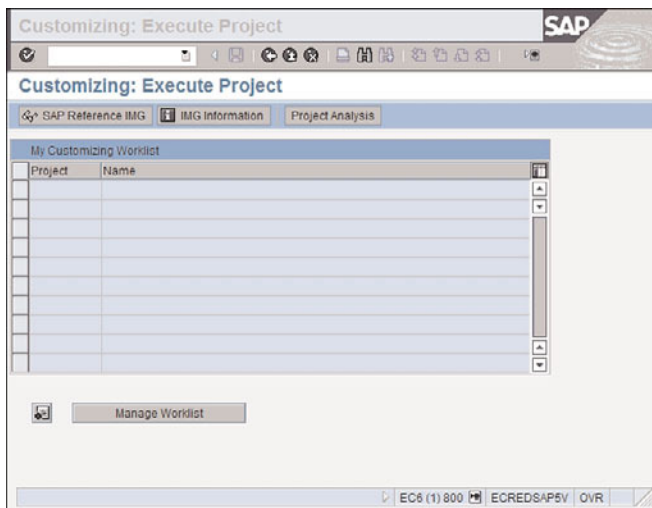 Customizing: Execute Project
SAP
Customizing: Execute Project
SAP Reference IMG IMG Information Project Analysis
My Customizing Worklist
Project Name
Manage Worklist
EC6 (1) 800 ECREDSAP5V OVR